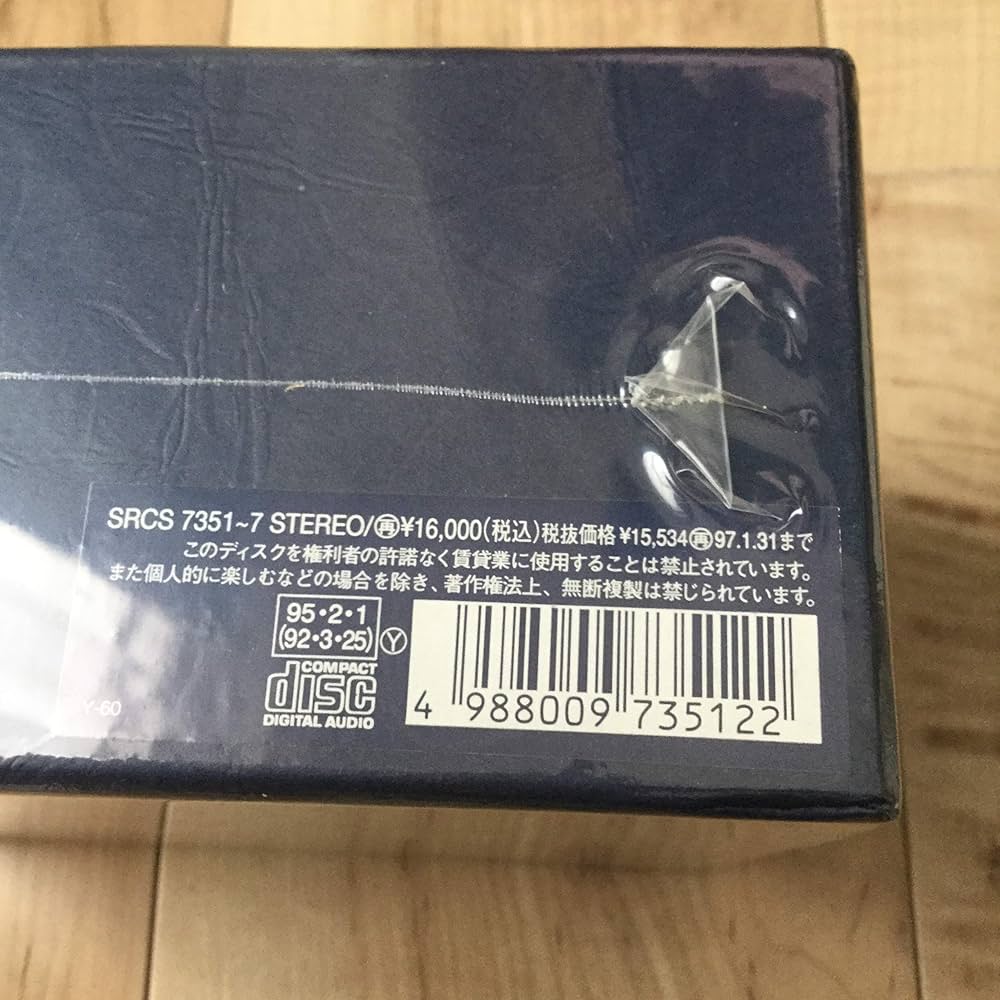 SRCS 7351~7 STEREO/㊞¥16,000(税込)税抜価格 ¥15,534㊞97.1.31まで
このディスクを権利者の許諾なく賃貸業に使用することは禁止されています。
また個人的に楽しむなどの場合を除き、著作権法上、無断複製は禁じられています。
95・2・1
(92・3・25) Ⓨ
COMPACT
disc
DIGITAL AUDIO
Y-60
4 988009 735122